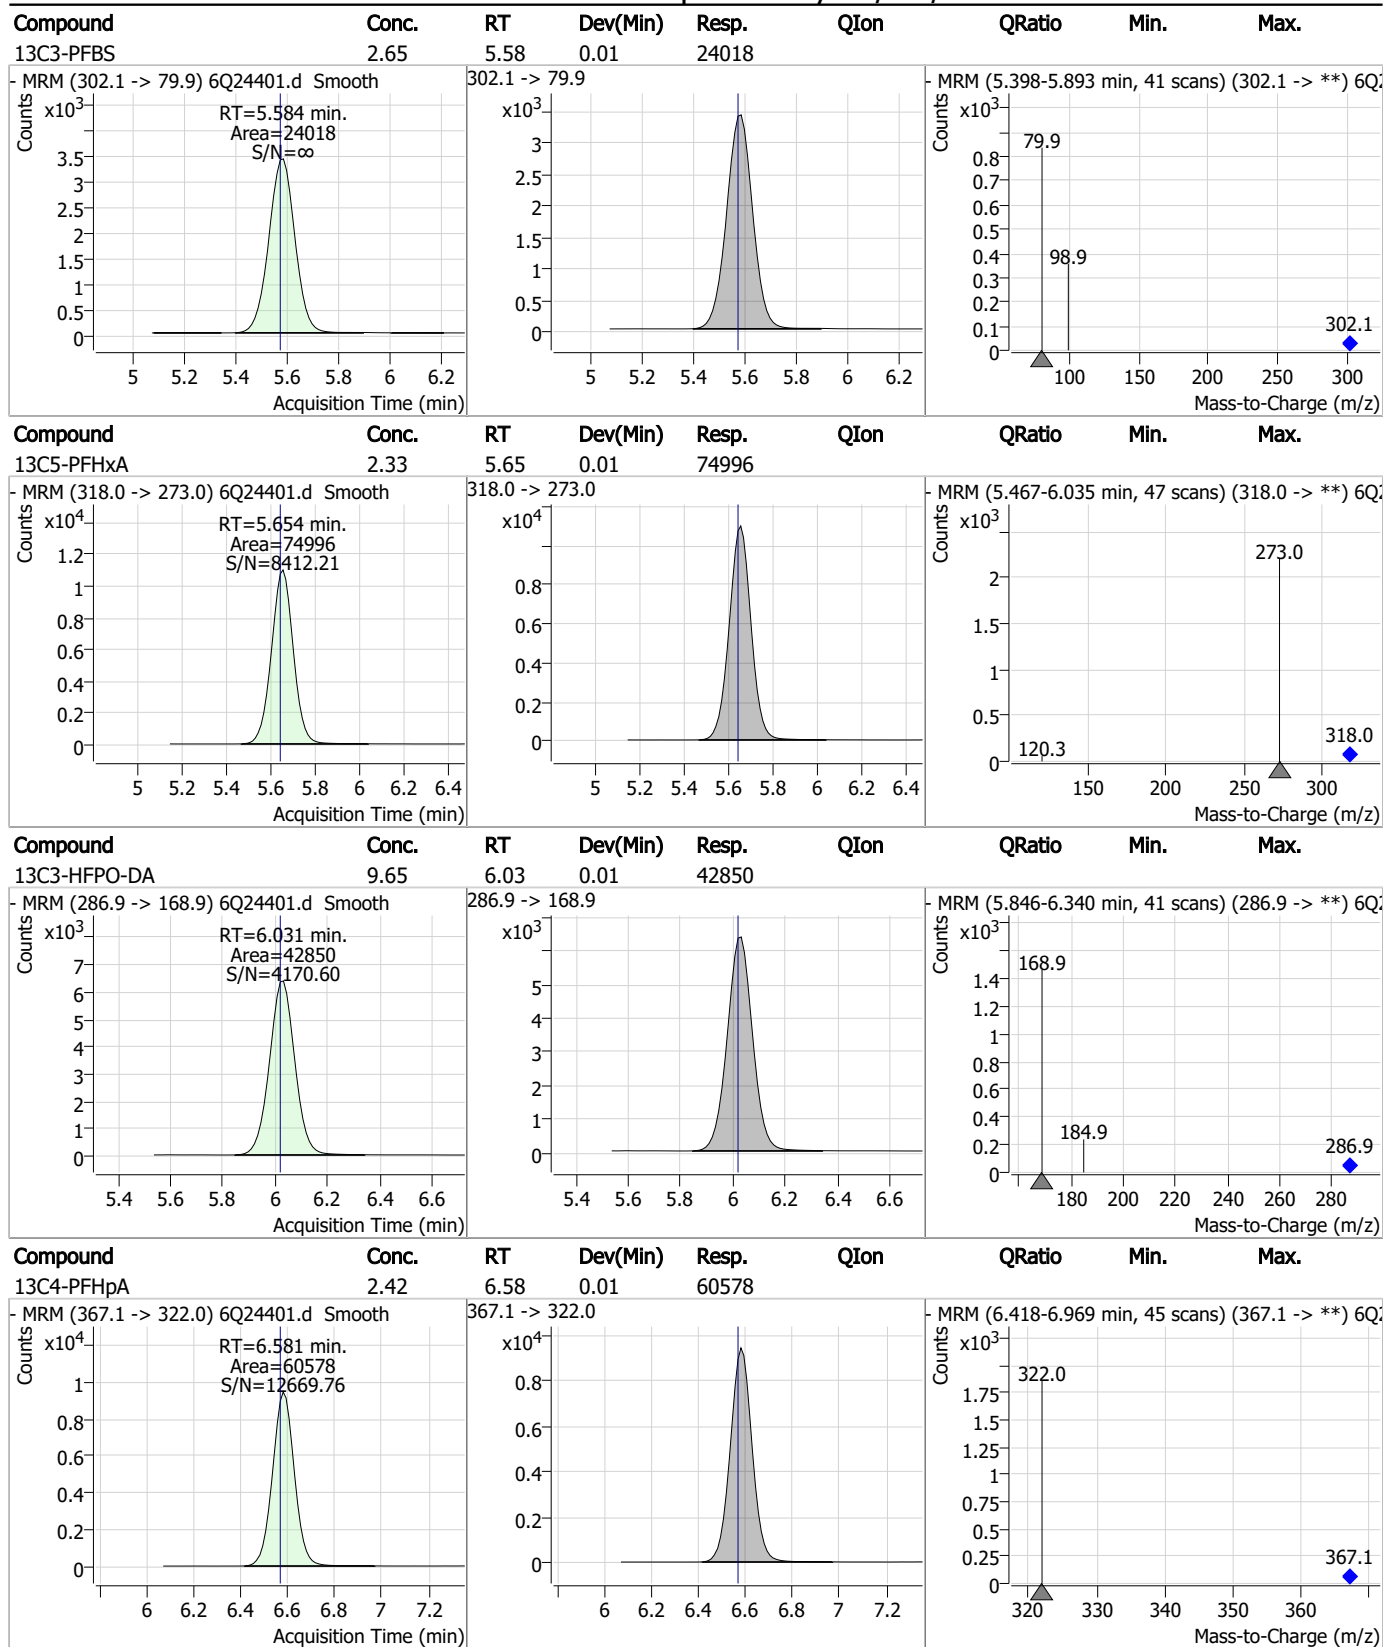 Compound Conc. RT Dev(Min) Resp. QIon QRatio Min. Max.
13C3-PFBS 2.65 5.58 0.01 24018
- MRM (302.1 -> 79.9) 6Q24401.d Smooth
Counts
x10³
RT=5.584 min.
Area=24018
S/N=∞
3.5
3
2.5
2
1.5
1
0.5
0
5 5.2 5.4 5.6 5.8 6 6.2
Acquisition Time (min)
302.1 -> 79.9
x10³
3
2.5
2
1.5
1
0.5
0
5 5.2 5.4 5.6 5.8 6 6.2
- MRM (5.398-5.893 min, 41 scans) (302.1 -> **) 6Q2
Counts
x10³
79.9
0.8
0.7
0.6
0.5
0.4
98.9
0.3
0.2
0.1
302.1
0
100 150 200 250 300
Mass-to-Charge (m/z)
Compound Conc. RT Dev(Min) Resp. QIon QRatio Min. Max.
13C5-PFHxA 2.33 5.65 0.01 74996
- MRM (318.0 -> 273.0) 6Q24401.d Smooth
Counts
x10⁴
RT=5.654 min.
Area=74996
S/N=8412.21
1.2
1
0.8
0.6
0.4
0.2
0
5 5.2 5.4 5.6 5.8 6 6.2 6.4
Acquisition Time (min)
318.0 -> 273.0
x10⁴
0.8
0.6
0.4
0.2
0
5 5.2 5.4 5.6 5.8 6 6.2 6.4
- MRM (5.467-6.035 min, 47 scans) (318.0 -> **) 6Q2
Counts
x10³
273.0
2
1.5
1
0.5
318.0
120.3
0
150 200 250 300
Mass-to-Charge (m/z)
Compound Conc. RT Dev(Min) Resp. QIon QRatio Min. Max.
13C3-HFPO-DA 9.65 6.03 0.01 42850
- MRM (286.9 -> 168.9) 6Q24401.d Smooth
Counts
x10³
RT=6.031 min.
Area=42850
S/N=4170.60
7
6
5
4
3
2
1
0
5.4 5.6 5.8 6 6.2 6.4 6.6
Acquisition Time (min)
286.9 -> 168.9
x10³
5
4
3
2
1
0
5.4 5.6 5.8 6 6.2 6.4 6.6
- MRM (5.846-6.340 min, 41 scans) (286.9 -> **) 6Q2
Counts
x10³
168.9
1.4
1.2
1
0.8
0.6
0.4
184.9
0.2
286.9
0
180 200 220 240 260 280
Mass-to-Charge (m/z)
Compound Conc. RT Dev(Min) Resp. QIon QRatio Min. Max.
13C4-PFHpA 2.42 6.58 0.01 60578
- MRM (367.1 -> 322.0) 6Q24401.d Smooth
Counts
x10⁴
RT=6.581 min.
Area=60578
S/N=12669.76
1
0.8
0.6
0.4
0.2
0
6 6.2 6.4 6.6 6.8 7 7.2
Acquisition Time (min)
367.1 -> 322.0
x10⁴
0.8
0.6
0.4
0.2
0
6 6.2 6.4 6.6 6.8 7 7.2
- MRM (6.418-6.969 min, 45 scans) (367.1 -> **) 6Q2
Counts
x10³
322.0
1.75
1.5
1.25
1
0.75
0.5
0.25
367.1
0
320 330 340 350 360
Mass-to-Charge (m/z)